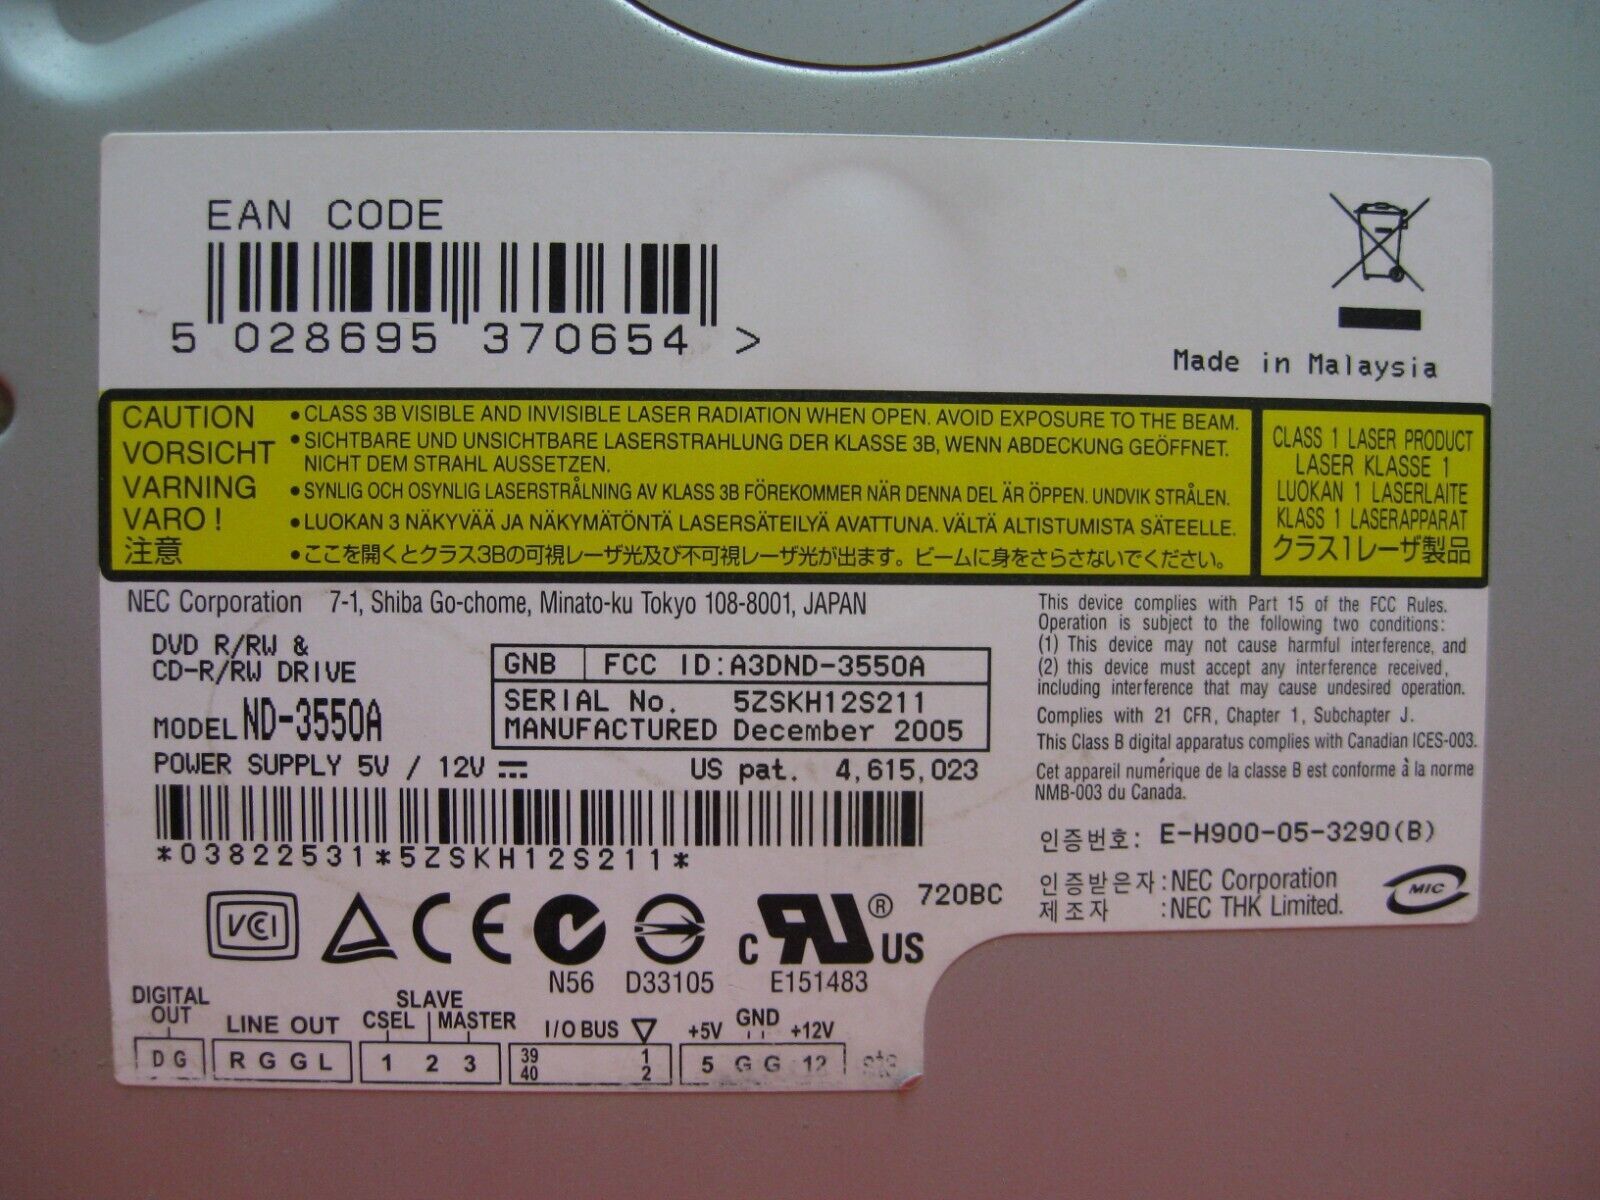 EAN CODE
5 028695 370654 >
Made in Malaysia
CAUTION
VORSICHT
VARNING
VARO !
注意
• CLASS 3B VISIBLE AND INVISIBLE LASER RADIATION WHEN OPEN. AVOID EXPOSURE TO THE BEAM.
• SICHTBARE UND UNSICHTBARE LASERSTRAHLUNG DER KLASSE 3B, WENN ABDECKUNG GEÖFFNET.
NICHT DEM STRAHL AUSSETZEN.
• SYNLIG OCH OSYNLIG LASERSTRÅLNING AV KLASS 3B FÖREKOMMER NÄR DENNA DEL ÄR ÖPPEN. UNDVIK STRÅLEN.
• LUOKAN 3 NÄKYVÄÄ JA NÄKYMÄTÖNTÄ LASERSÄTEILYÄ AVATTUNA. VÄLTÄ ALTISTUMISTA SÄTEELLE.
• ここを開くとクラス3Bの可視レーザ光及び不可視レーザ光が出ます。ビームに身をさらさないでください。
CLASS 1 LASER PRODUCT
LASER KLASSE 1
LUOKAN 1 LASERLAITE
KLASS 1 LASERAPPARAT
クラス1レーザ製品
NEC Corporation 7-1, Shiba Go-chome, Minato-ku Tokyo 108-8001, JAPAN
DVD R/RW &
CD-R/RW DRIVE
MODEL ND-3550A
POWER SUPPLY 5V / 12V ⎓
GNB FCC ID:A3DND-3550A
SERIAL No. 5ZSKH12S211
MANUFACTURED December 2005
US pat. 4,615,023
*03822531*5ZSKH12S211*
This device complies with Part 15 of the FCC Rules.
Operation is subject to the following two conditions:
(1) This device may not cause harmful interference, and
(2) this device must accept any interference received,
including interference that may cause undesired operation.
Complies with 21 CFR, Chapter 1, Subchapter J.
This Class B digital apparatus complies with Canadian ICES-003.
Cet appareil numérique de la classe B est conforme à la norme
NMB-003 du Canada.
인증번호: E-H900-05-3290(B)
인증받은자 :NEC Corporation
제조자 :NEC THK Limited.
MIC
VCCI
CE
N56
D33105
c RU ® US
E151483
720BC
DIGITAL
OUT
D G
LINE OUT
R G G L
SLAVE
CSEL MASTER
1 2 3
I/O BUS
39 1
40 2
+5V GND +12V
5 G G 12